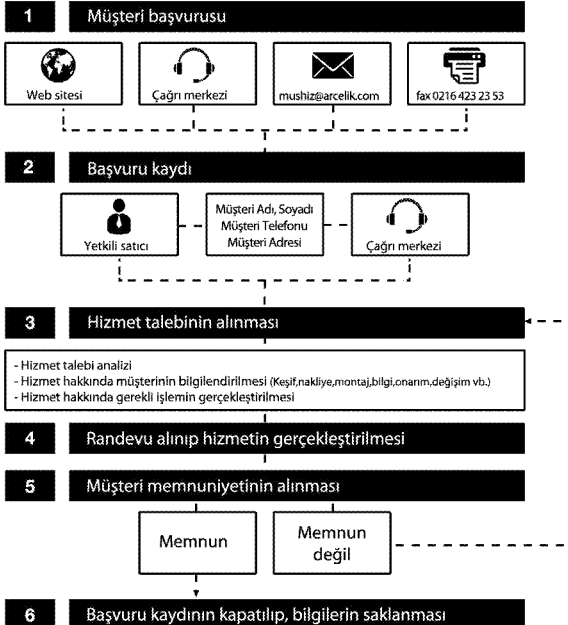 1 Müşteri başvurusu
Web sitesi
Çağrı merkezi
mushiz@arcelik.com
fax 0216 423 23 53
2 Başvuru kaydı
Yetkili satıcı
Müşteri Adı, Soyadı
Müşteri Telefonu
Müşteri Adresi
Çağrı merkezi
3 Hizmet talebinin alınması
- Hizmet talebi analizi
- Hizmet hakkında müşterinin bilgilendirilmesi (Keşif,nakliye,montaj,bilgi,onarım,değişim vb.)
- Hizmet hakkında gerekli işlemin gerçekleştirilmesi
4 Randevu alınıp hizmetin gerçekleştirilmesi
5 Müşteri memnuniyetinin alınması
Memnun
Memnun
değil
6 Başvuru kaydının kapatılıp, bilgilerin saklanması